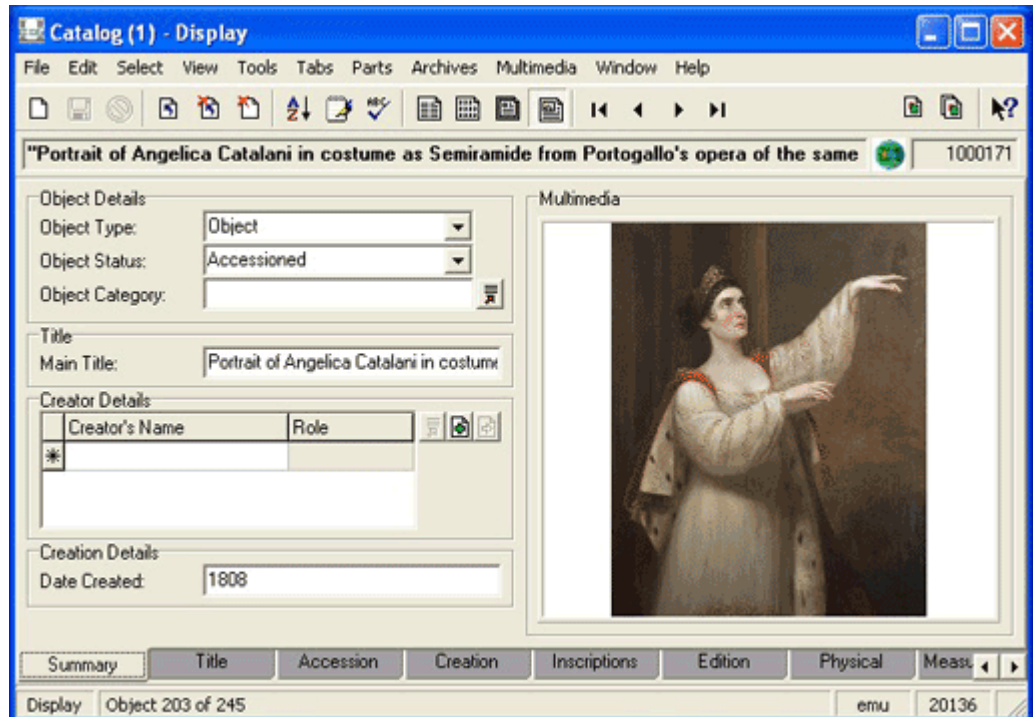 Catalog (1) - Display
File Edit Select View Tools Tabs Parts Archives Multimedia Window Help
"Portrait of Angelica Catalani in costume as Semiramide from Portogallo's opera of the same 1000171
Object Details
Object Type: Object
Object Status: Accessioned
Object Category:
Title
Main Title: Portrait of Angelica Catalani in costume
Creator Details
Creator's Name Role
Creation Details
Date Created: 1808
Multimedia
Summary Title Accession Creation Inscriptions Edition Physical Measu
Display Object 203 of 245 emu 20136